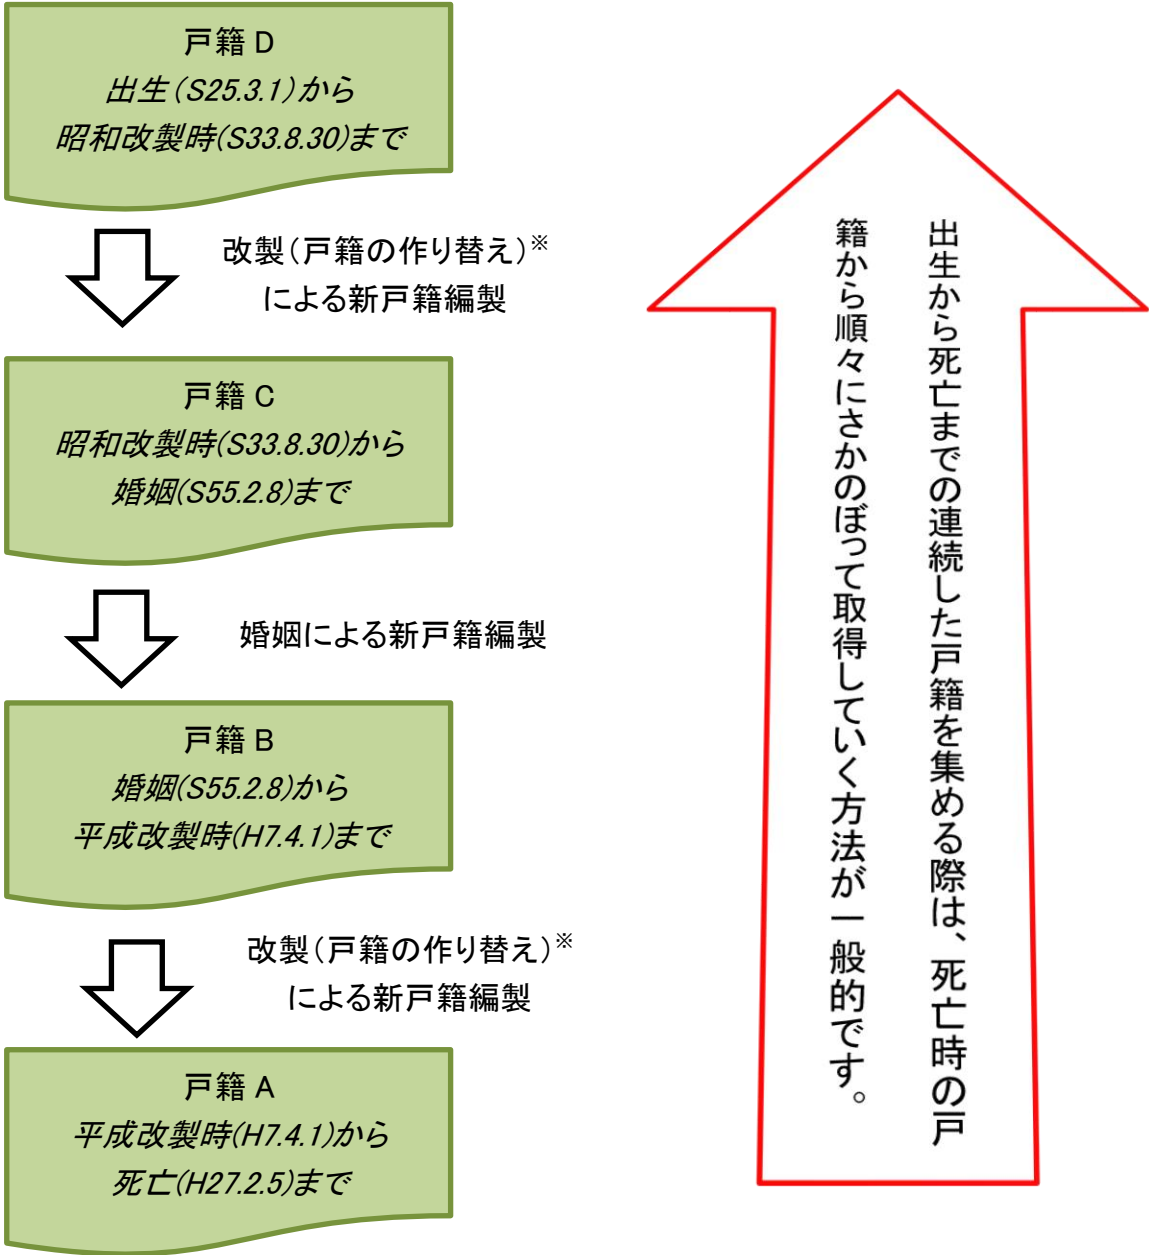 戸籍 D
出生(S25.3.1)から
昭和改製時(S33.8.30)まで
改製(戸籍の作り替え)※
による新戸籍編製
戸籍 C
昭和改製時(S33.8.30)から
婚姻(S55.2.8)まで
婚姻による新戸籍編製
戸籍 B
婚姻(S55.2.8)から
平成改製時(H7.4.1)まで
改製(戸籍の作り替え)※
による新戸籍編製
戸籍 A
平成改製時(H7.4.1)から
死亡(H27.2.5)まで
出生から死亡までの連続した戸籍を集める際は、死亡時の戸
籍から順々にさかのぼって取得していく方法が一般的です。